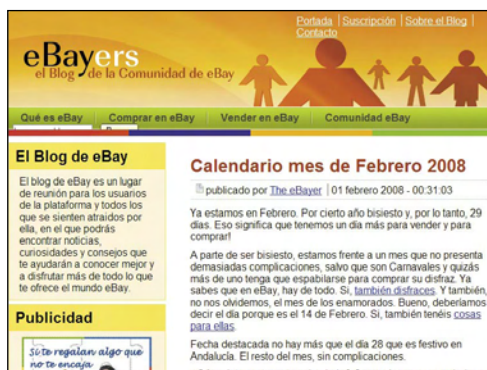 Portada | Suscripción | Sobre el Blog |
Contacto
eBayers
el Blog de la Comunidad de eBay
Qué es eBay Comprar en eBay Vender en eBay Comunidad eBay
El Blog de eBay
El blog de eBay es un lugar
de reunión para los usuarios
de la plataforma y todos los
que se sienten atraidos por
ella, en el que podrás
encontrar noticias,
curiosidades y consejos que
te ayudarán a conocer mejor y
a disfrutar más de todo lo que
te ofrece el mundo eBay.
Publicidad
Si te regalan algo que
no te encaja
Calendario mes de Febrero 2008
publicado por The eBayer | 01 febrero 2008 - 00:31:03
Ya estamos en Febrero. Por cierto año bisiesto y, por lo tanto, 29
días. Eso significa que tenemos un día más para vender y para
comprar!
A parte de ser bisiesto, estamos frente a un mes que no presenta
demasiadas complicaciones, salvo que son Carnavales y quizás
más de uno tenga que espabilarse para comprar su disfraz. Ya
sabes que en eBay, hay de todo. Si, también disfraces. Y también,
no nos olvidemos, el mes de los enamorados. Bueno, deberíamos
decir el día porque es el 14 de Febrero. Si, también tenéis cosas
para ellas.
Fecha destacada no hay más que el día 28 que es festivo en
Andalucía. El resto del mes, sin complicaciones.